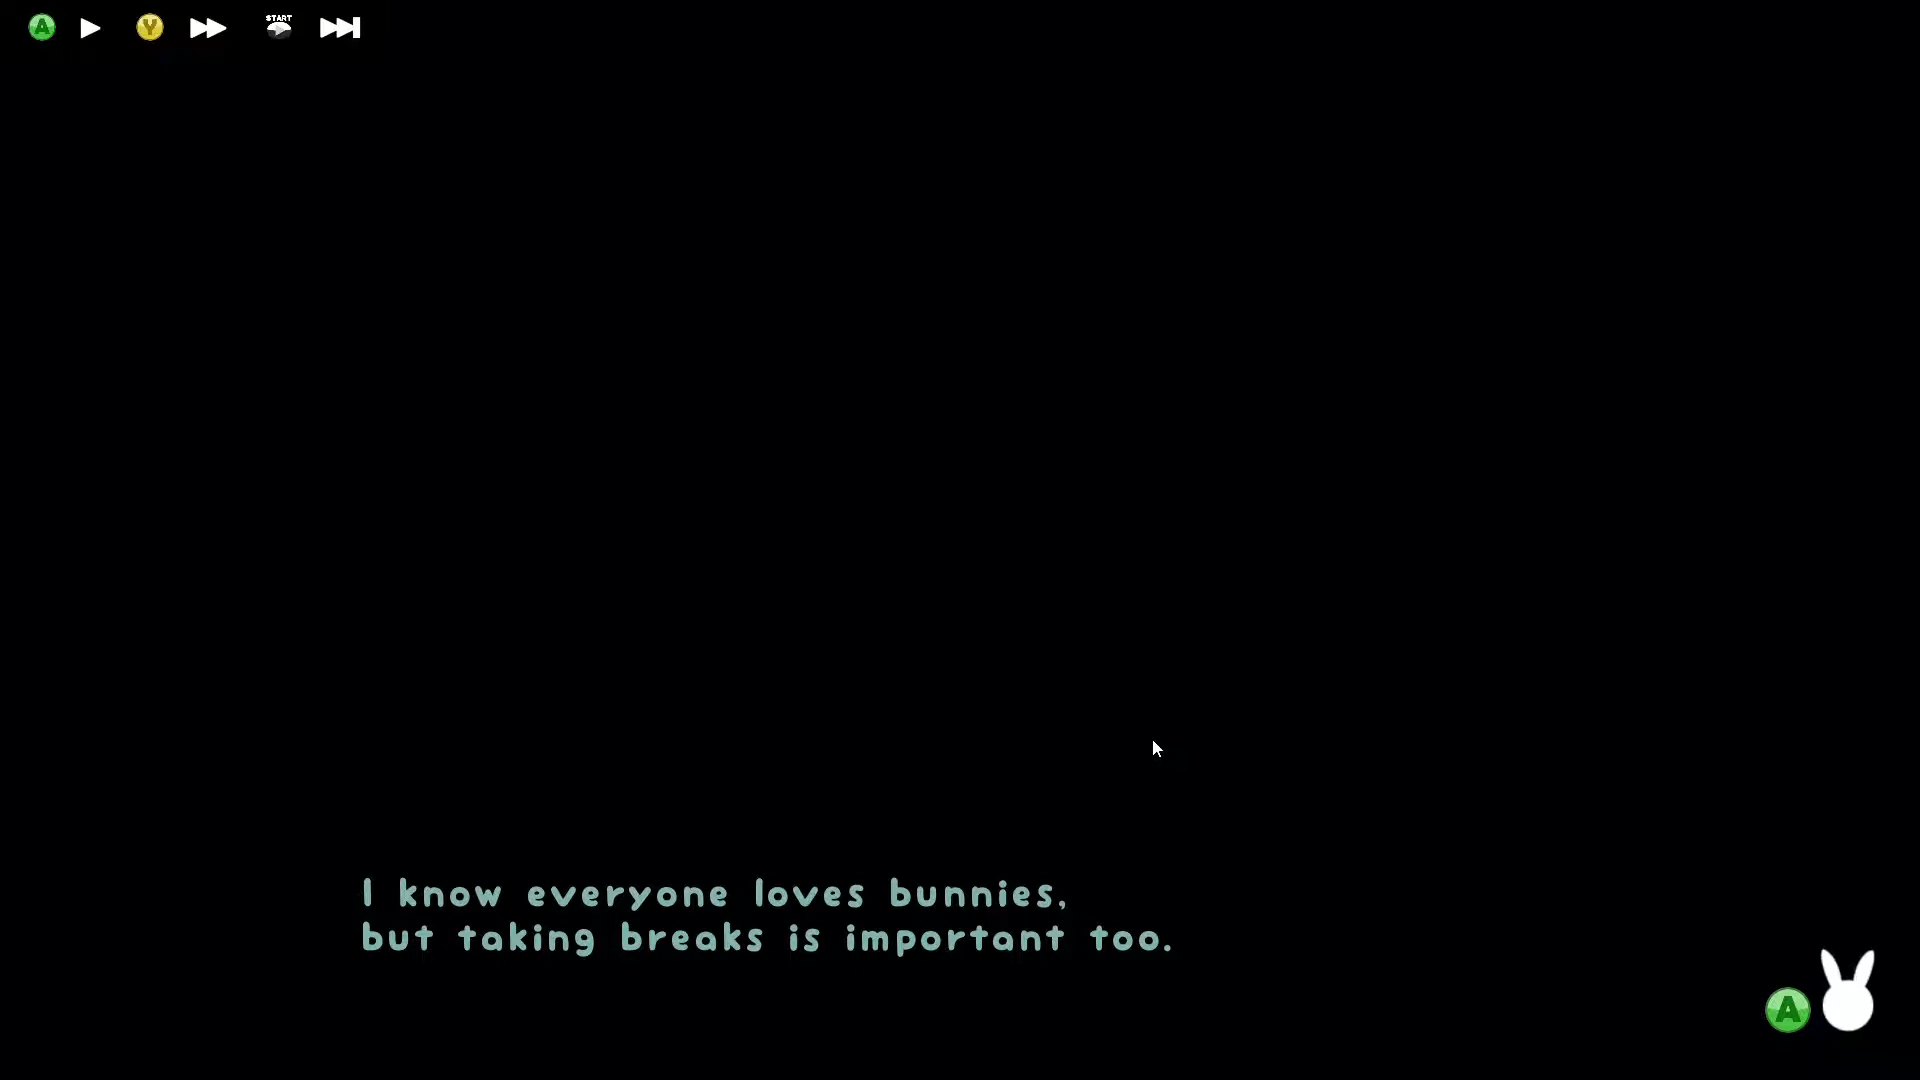 A Y START
I know everyone loves bunnies,
but taking breaks is important too.
A